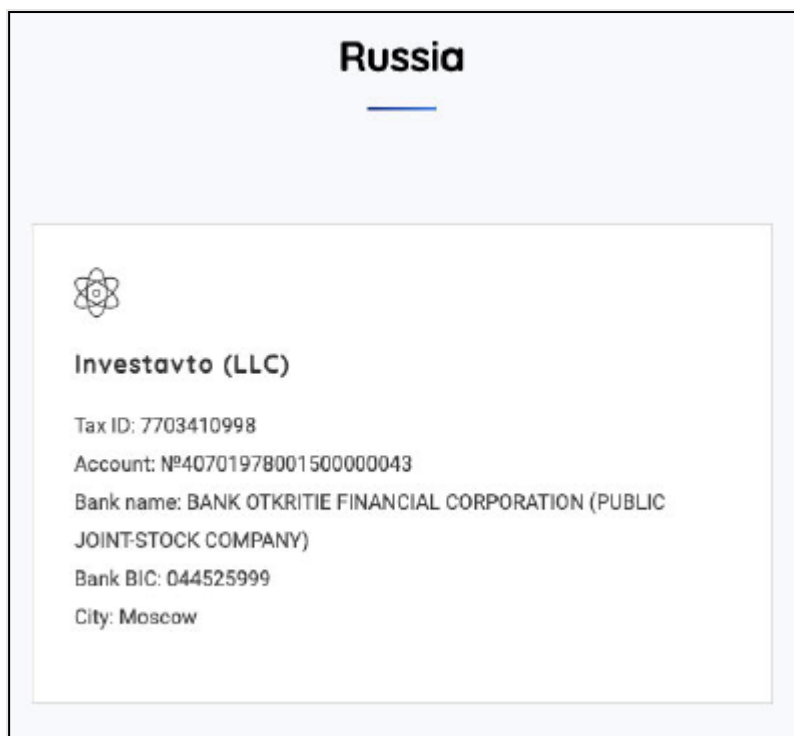 Russia
Investavto (LLC)
Tax ID: 7703410998
Account: №40701978001500000043
Bank name: BANK OTKRITIE FINANCIAL CORPORATION (PUBLIC
JOINT-STOCK COMPANY)
Bank BIC: 044525999
City: Moscow